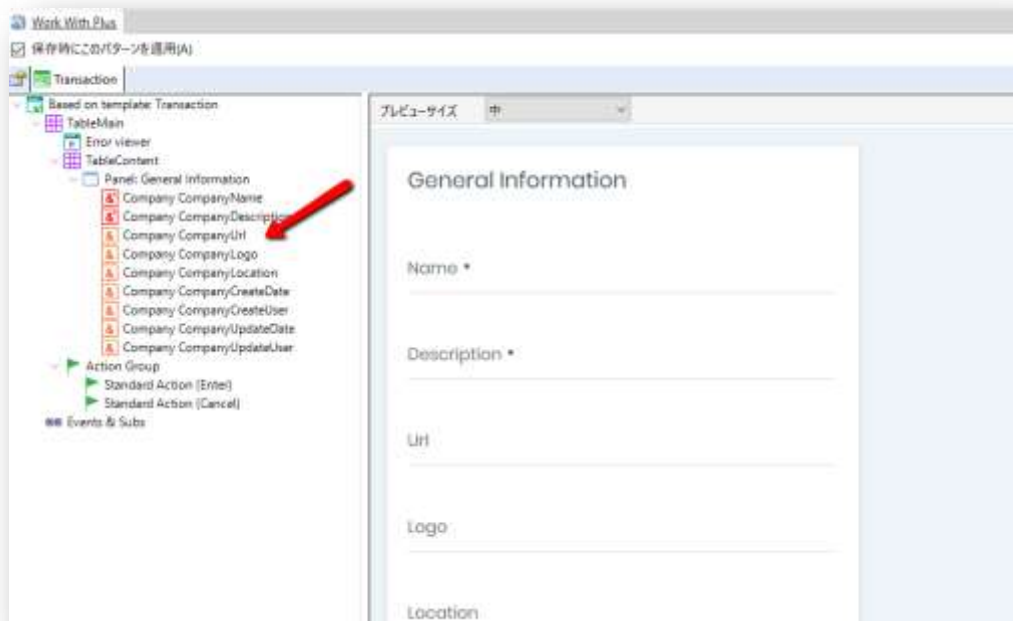 Work With Plus
保存時にこのパターンを適用(A)
Transaction
Based on template: Transaction
TableMain
Error viewer
TableContent
Panel: General Information
Company CompanyName
Company CompanyDescription
Company CompanyUrl
Company CompanyLogo
Company CompanyLocation
Company CompanyCreateDate
Company CompanyCreateUser
Company CompanyUpdateDate
Company CompanyUpdateUser
Action Group
Standard Action (Enter)
Standard Action (Cancel)
Events & Subs
プレビューサイズ 中
General Information
Name *
Description *
Url
Logo
Location